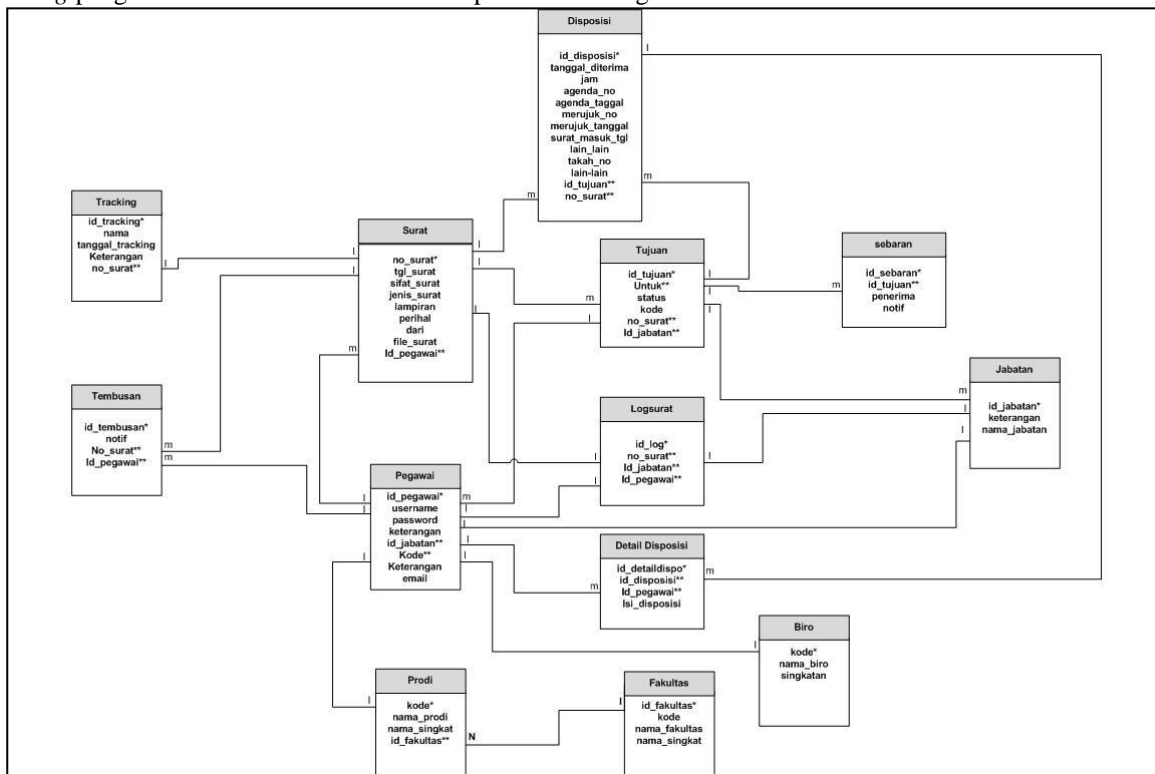 Disposisi
id_disposisi*
tanggal_diterima
jam
agenda_no
agenda_taggal
merujuk_no
merujuk_tanggal
surat_masuk_tgl
lain_lain
takah_no
lain-lain
id_tujuan**
no_surat**
l
m
m
Tracking
id_tracking*
nama
tanggal_tracking
Keterangan
no_surat**
l
Surat
no_surat*
tgl_surat
sifat_surat
jenis_surat
lampiran
perihal
dari
file_surat
Id_pegawai**
l
l
l
l
l
m
Tujuan
id_tujuan*
Untuk**
status
kode
no_surat**
Id_jabatan**
m
l
l
l
l
sebaran
id_sebaran*
id_tujuan**
penerima
notif
m
Jabatan
id_jabatan*
keterangan
nama_jabatan
m
l
l
Tembusan
id_tembusan*
notif
No_surat**
Id_pegawai**
m
m
Logsurat
id_log*
no_surat**
Id_jabatan**
Id_pegawai**
l
l
l
Pegawai
id_pegawai*
username
password
keterangan
id_jabatan**
Kode**
Keterangan
email
l
l
l
m
l
l
l
l
Detail Disposisi
id_detaildispo*
id_disposisi**
Id_pegawai**
Isi_disposisi
m
m
Biro
kode*
nama_biro
singkatan
l
Prodi
kode*
nama_prodi
nama_singkat
id_fakultas**
l
N
Fakultas
id_fakultas*
kode
nama_fakultas
nama_singkat
l